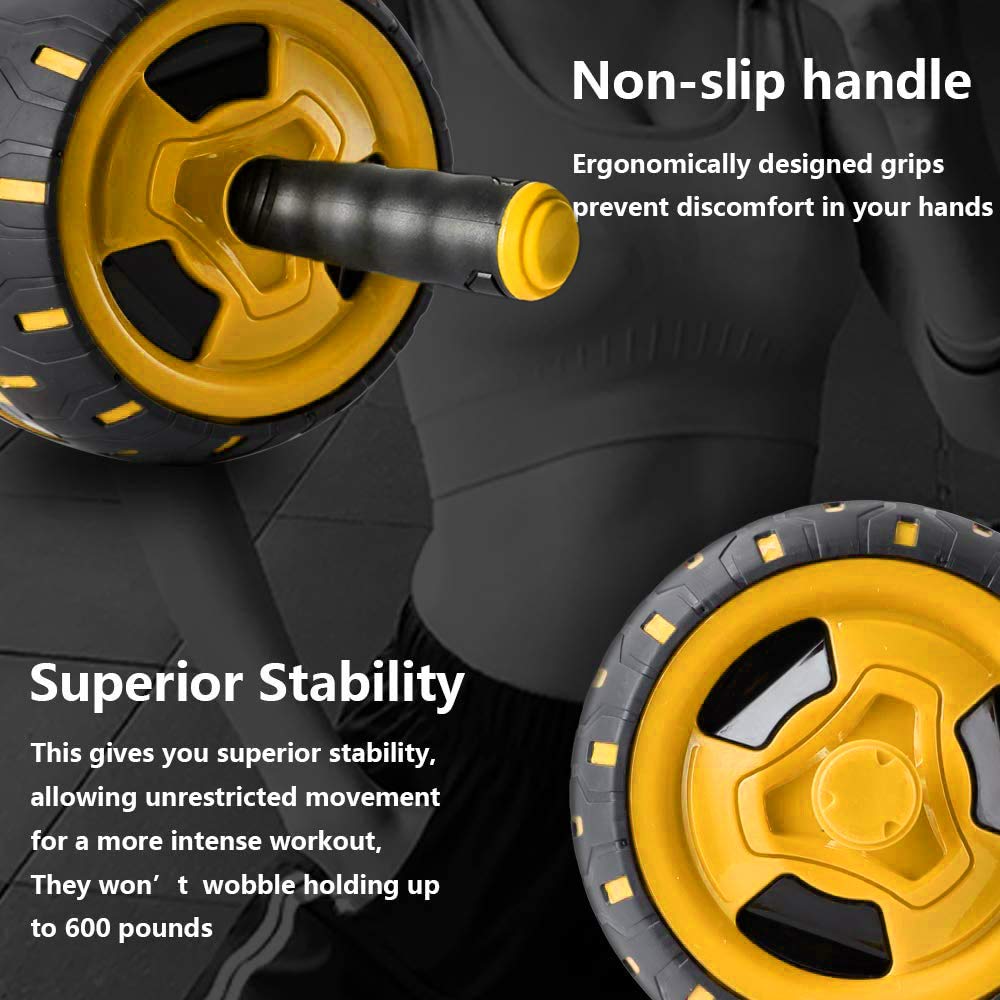 Non-slip handle
Ergonomically designed grips
prevent discomfort in your hands
Superior Stability
This gives you superior stability,
allowing unrestricted movement
for a more intense workout,
They won’t wobble holding up
to 600 pounds